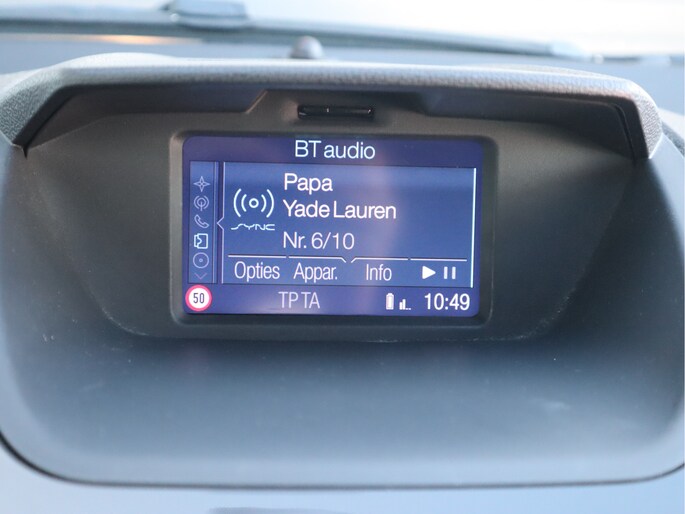 BT audio
Papa
Yade Lauren
SYNC
Nr. 6/10
Opties Appar. Info
50 TP TA 10:49